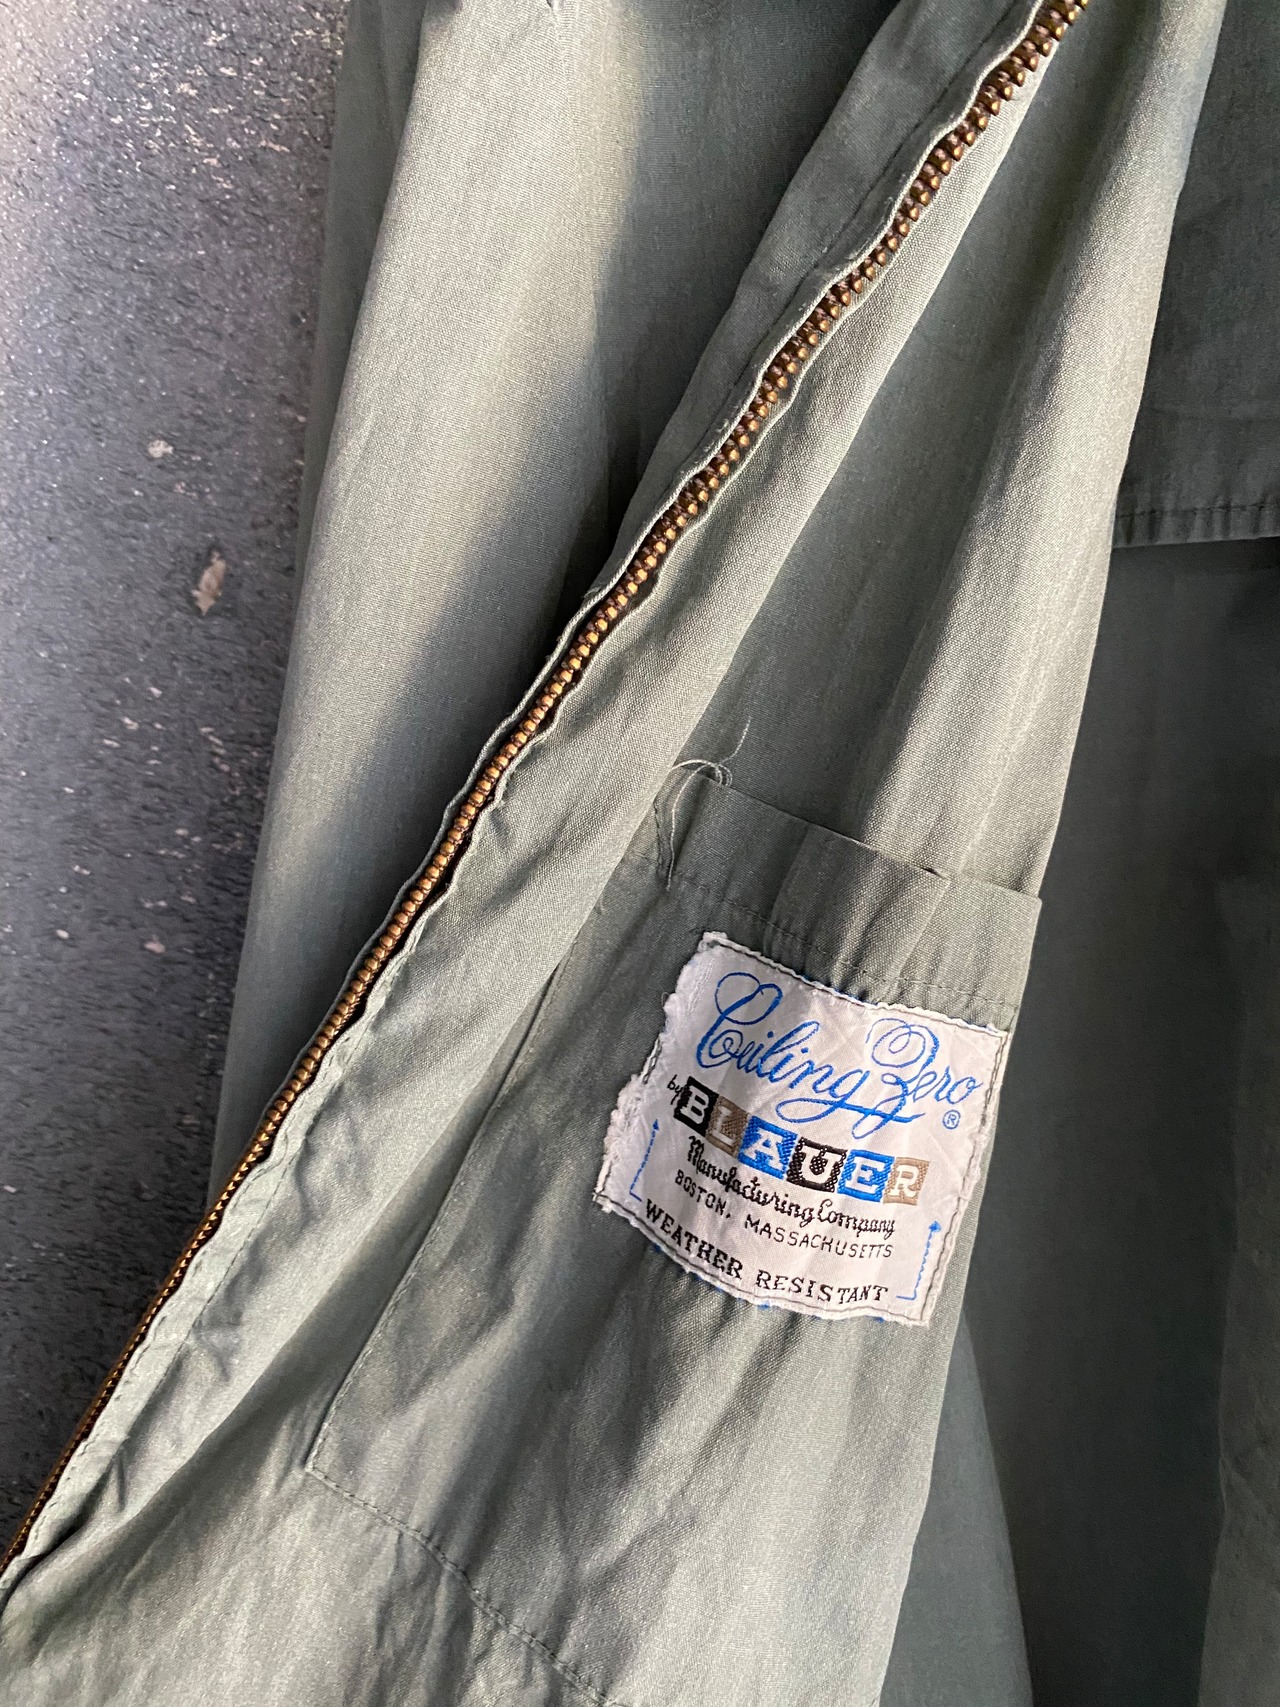 Ceiling Zero ®
by BLAUER
Manufacturing Company
BOSTON, MASSACHUSETTS
WEATHER RESISTANT